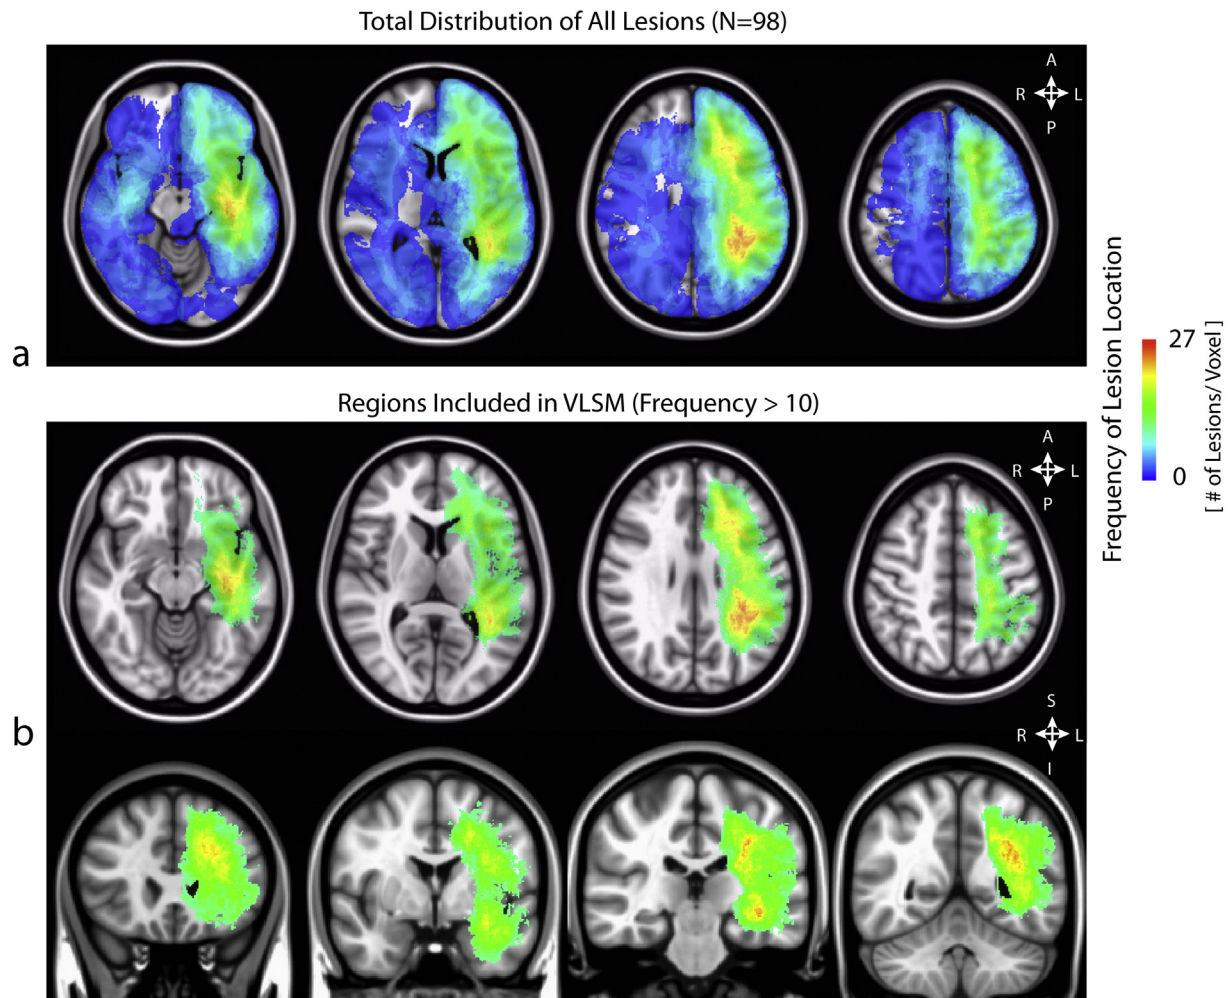 Total Distribution of All Lesions (N=98)
A
R L
P
a
Regions Included in VLSM (Frequency > 10)
A
R L
P
b
S
R L
I
Frequency of Lesion Location
[ # of Lesions/ Voxel ]
27
0